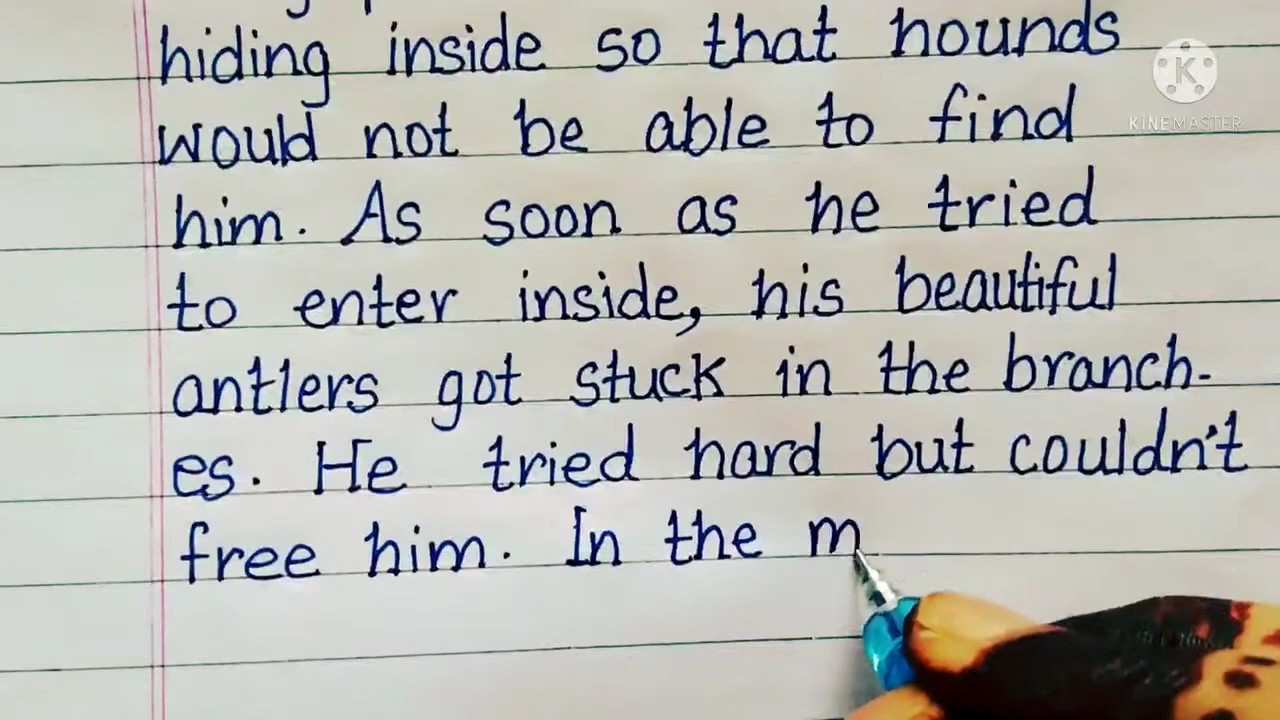 hiding inside so that hounds
would not be able to find
him. As soon as he tried
to enter inside, his beautiful
antlers got stuck in the branch-
es. He tried hard but couldn't
free him. In the m
K
KINEMASTER